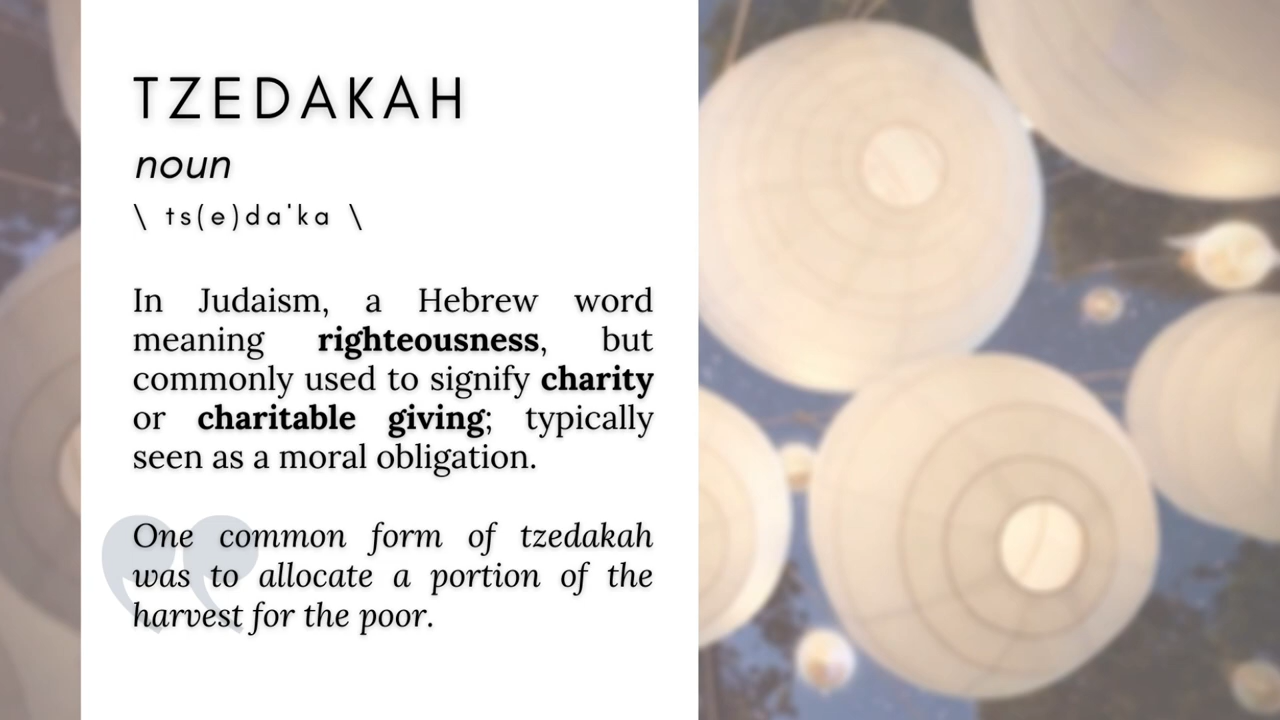 TZEDAKAH
noun
\ ts(e)da'ka \
In Judaism, a Hebrew word
meaning righteousness, but
commonly used to signify charity
or charitable giving; typically
seen as a moral obligation.
One common form of tzedakah
was to allocate a portion of the
harvest for the poor.